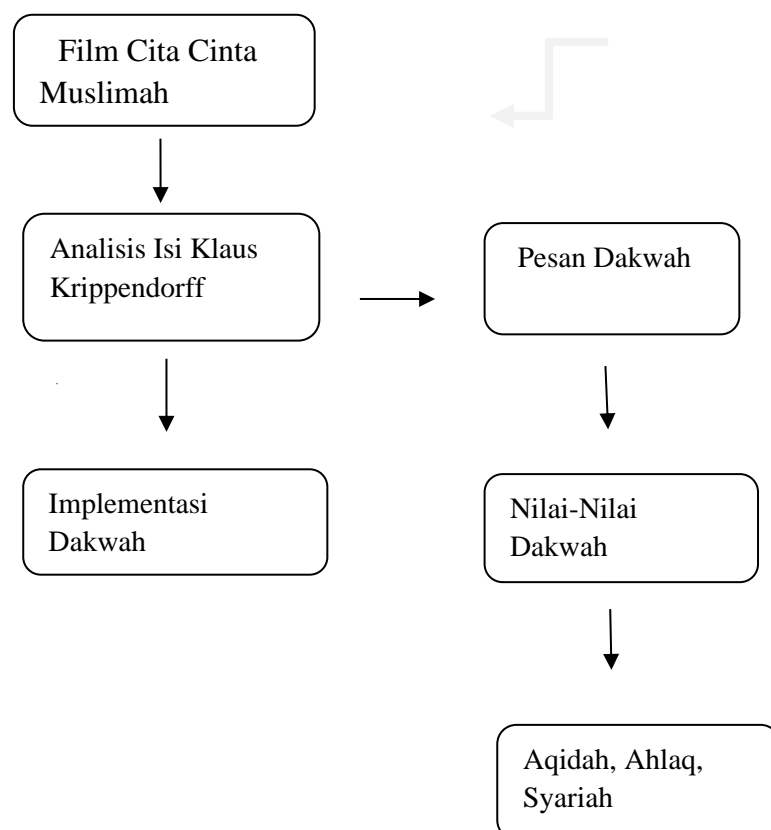 Film Cita Cinta
Muslimah
Analisis Isi Klaus
Krippendorff
Pesan Dakwah
Implementasi
Dakwah
Nilai-Nilai
Dakwah
Aqidah, Ahlaq,
Syariah